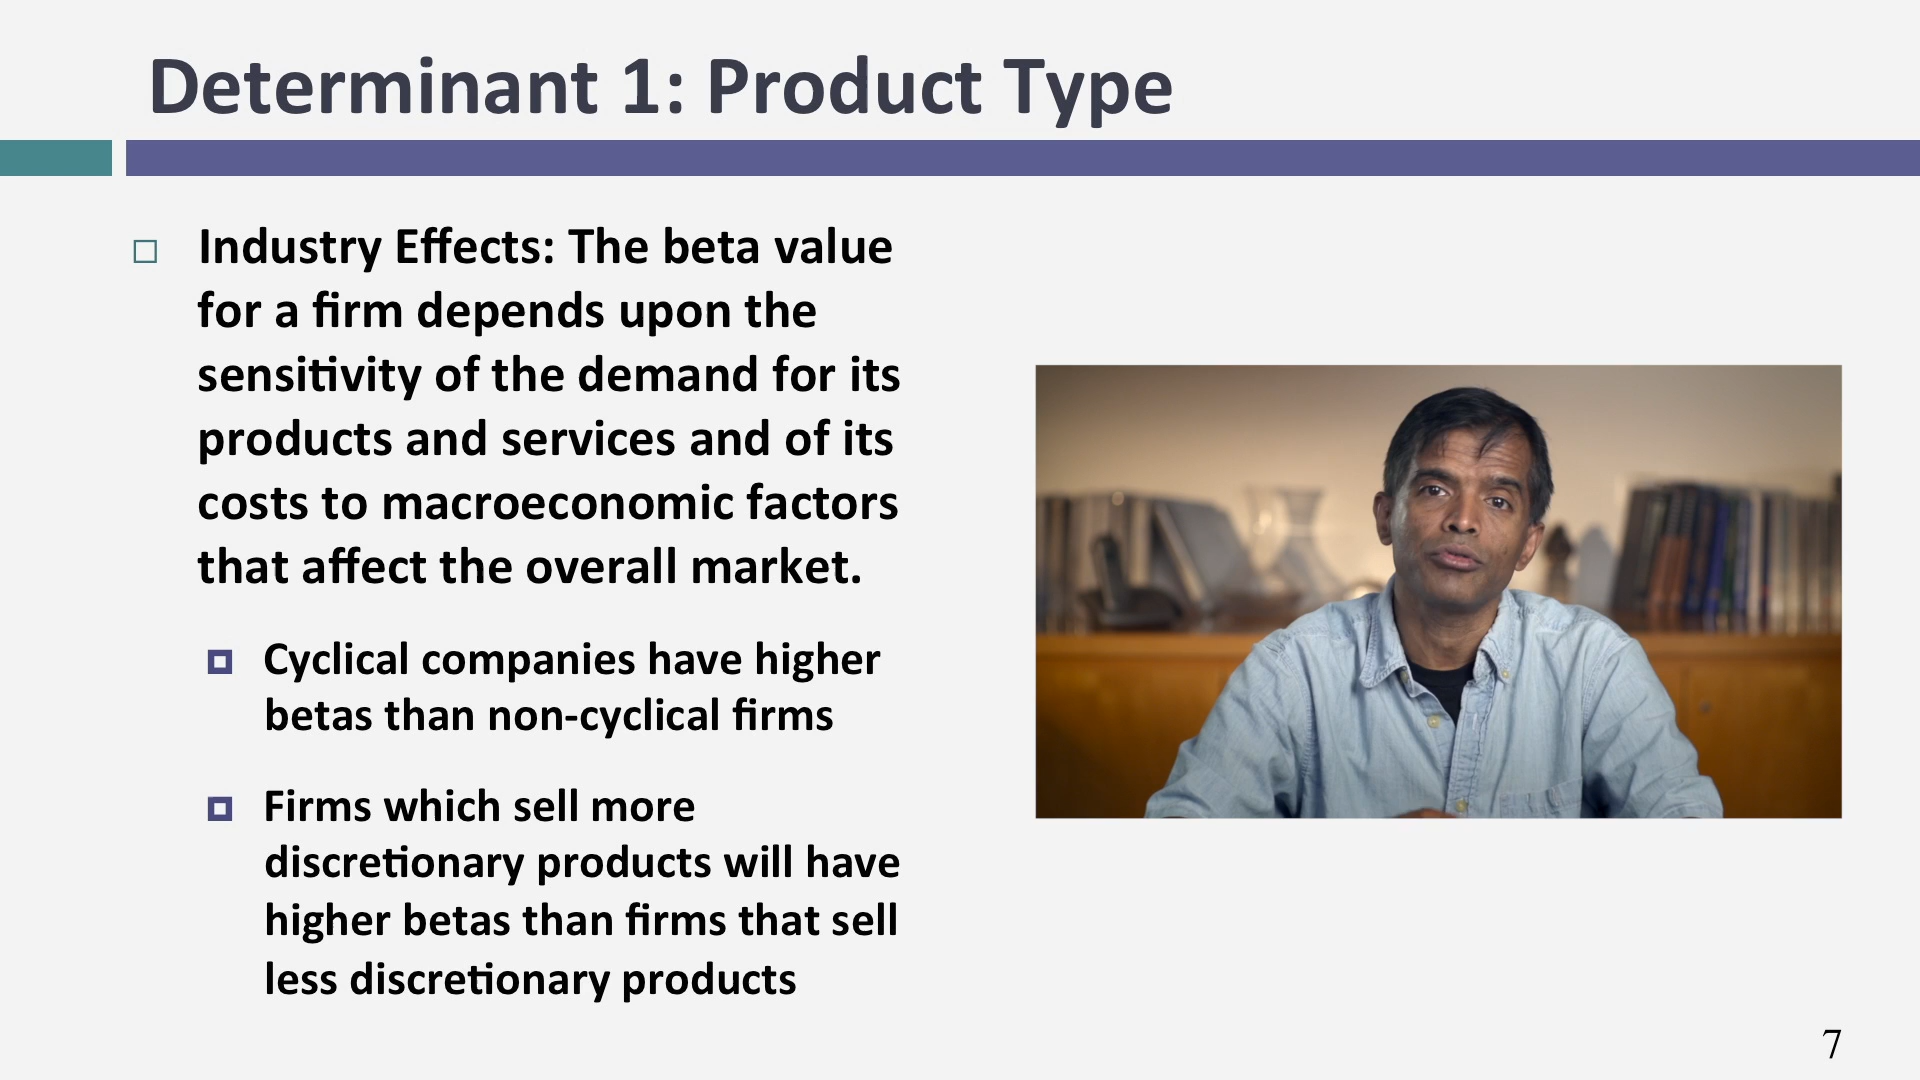 Determinant 1: Product Type
Industry Effects: The beta value
for a firm depends upon the
sensitivity of the demand for its
products and services and of its
costs to macroeconomic factors
that affect the overall market.
Cyclical companies have higher
betas than non-cyclical firms
Firms which sell more
discretionary products will have
higher betas than firms that sell
less discretionary products
7